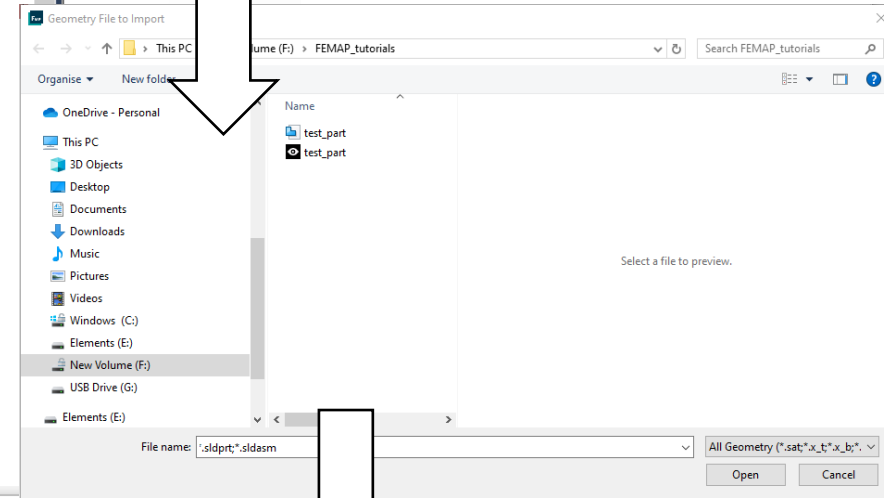 Geometry File to Import
This PC
lume (F:) > FEMAP_tutorials
Search FEMAP_tutorials
Organise
New folder
OneDrive - Personal
This PC
3D Objects
Desktop
Documents
Downloads
Music
Pictures
Videos
Windows (C:)
Elements (E:)
New Volume (F:)
USB Drive (G:)
Elements (E:)
Name
test_part
test_part
Select a file to preview.
File name: '.sldprt;*.sldasm
All Geometry (*.sat;*.x_t;*.x_b;*.
Open
Cancel